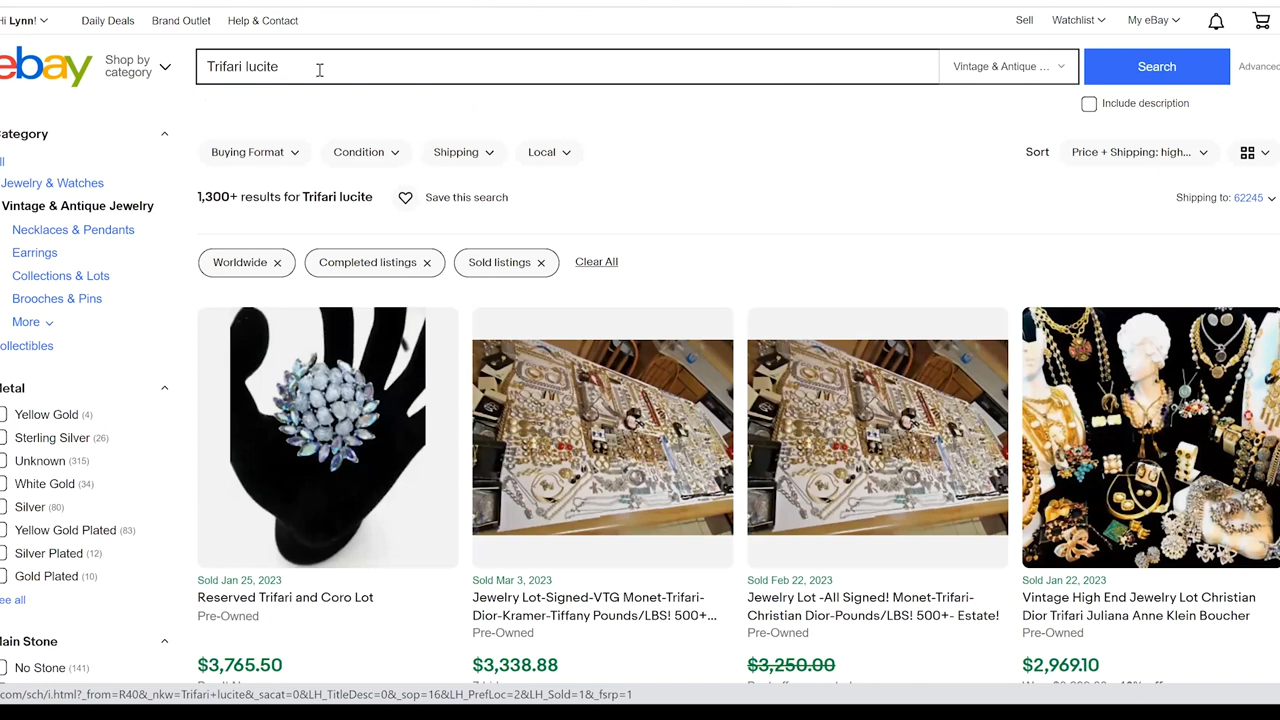 Hi Lynn!
Daily Deals
Brand Outlet
Help & Contact
Sell
Watchlist
My eBay
ebay
Shop by
category
Trifari lucite
Vintage & Antique ...
Search
Advanced
Include description
Category
Buying Format
Condition
Shipping
Local
Sort
Price + Shipping: high...
All
Jewelry & Watches
Vintage & Antique Jewelry
Necklaces & Pendants
Earrings
Collections & Lots
Brooches & Pins
More
Collectibles
1,300+ results for Trifari lucite
Save this search
Shipping to: 62245
Worldwide
Completed listings
Sold listings
Clear All
Metal
Yellow Gold (4)
Sterling Silver (26)
Unknown (315)
White Gold (34)
Silver (80)
Yellow Gold Plated (83)
Silver Plated (12)
Gold Plated (10)
See all
Main Stone
No Stone (141)
Sold Jan 25, 2023
Reserved Trifari and Coro Lot
Pre-Owned
$3,765.50
Sold Mar 3, 2023
Jewelry Lot-Signed-VTG Monet-Trifari-
Dior-Kramer-Tiffany Pounds/LBS! 500+...
Pre-Owned
$3,338.88
Sold Feb 22, 2023
Jewelry Lot -All Signed! Monet-Trifari-
Christian Dior-Pounds/LBS! 500+- Estate!
Pre-Owned
$3,250.00
Sold Jan 22, 2023
Vintage High End Jewelry Lot Christian
Dior Trifari Juliana Anne Klein Boucher
Pre-Owned
$2,969.10
com/sch/i.html?_from=R40&_nkw=Trifari+lucite&_sacat=0&LH_TitleDesc=0&_sop=16&LH_PrefLoc=2&LH_Sold=1&_fsrp=1